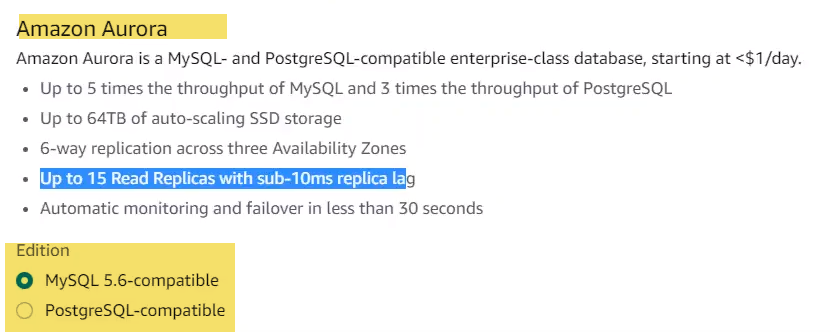 Amazon Aurora
Amazon Aurora is a MySQL- and PostgreSQL-compatible enterprise-class database, starting at <$1/day.
• Up to 5 times the throughput of MySQL and 3 times the throughput of PostgreSQL
• Up to 64TB of auto-scaling SSD storage
• 6-way replication across three Availability Zones
• Up to 15 Read Replicas with sub-10ms replica lag
• Automatic monitoring and failover in less than 30 seconds
Edition
MySQL 5.6-compatible
PostgreSQL-compatible